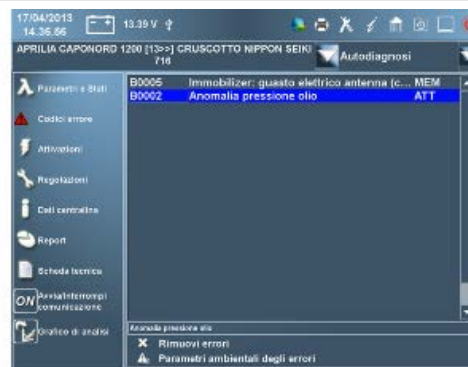 17/04/2013
14.36.56
13.39 V
APRILIA CAPONORD 1200 [13>>] CRUSCOTTO NIPPON SEIKI
716
Autodiagnosi
Parametri e Stati
B0005 Immobilizer: guasto elettrico antenna (c... MEM
B0002 Anomalia pressione olio ATT
Codici errore
Attivazioni
Regolazioni
Dati centralina
Report
Scheda tecnica
ON
Avvia/Interrompi
comunicazione
Grafico di analisi
Anomalia pressione olio
Rimuovi errori
Parametri ambientali degli errori